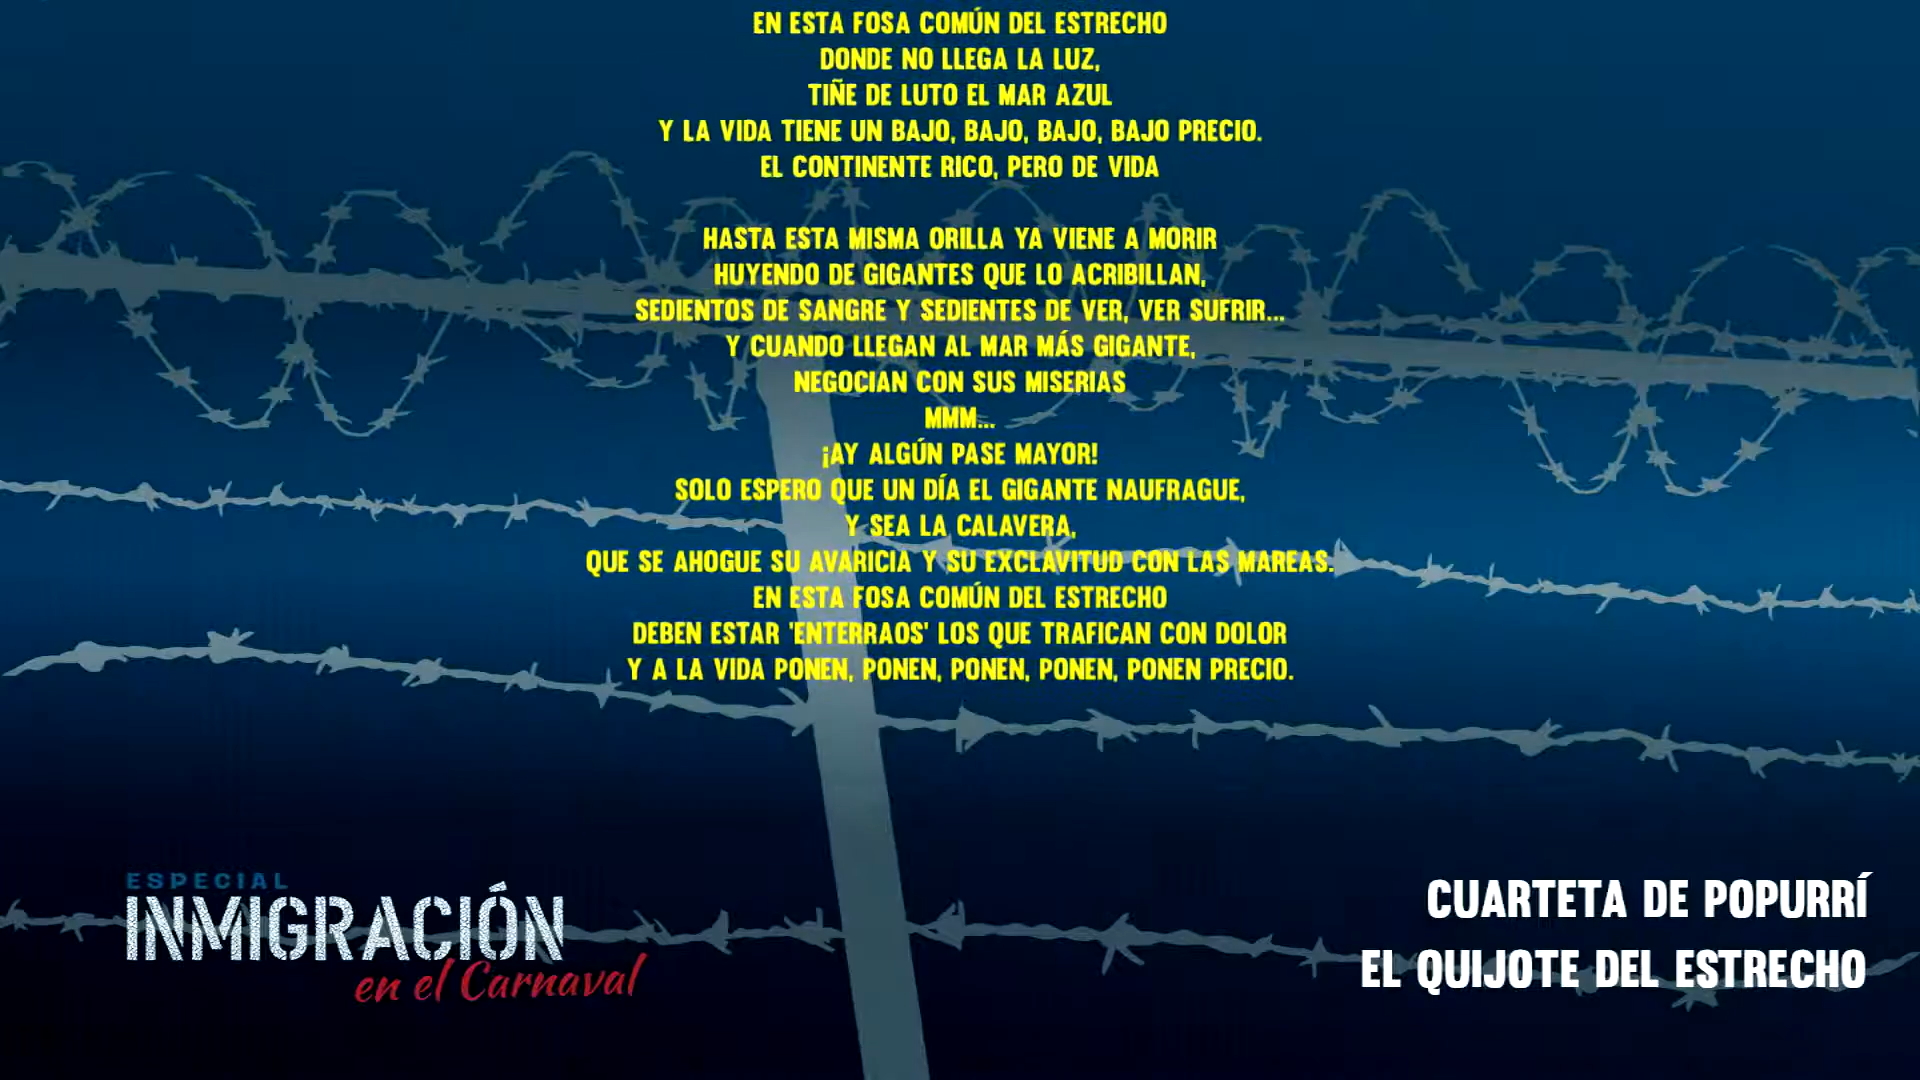 EN ESTA FOSA COMÚN DEL ESTRECHO
DONDE NO LLEGA LA LUZ,
TIÑE DE LUTO EL MAR AZUL
Y LA VIDA TIENE UN BAJO, BAJO, BAJO, BAJO PRECIO.
EL CONTINENTE RICO, PERO DE VIDA
HASTA ESTA MISMA ORILLA YA VIENE A MORIR
HUYENDO DE GIGANTES QUE LO ACRIBILLAN,
SEDIENTOS DE SANGRE Y SEDIENTES DE VER, VER SUFRIR...
Y CUANDO LLEGAN AL MAR MÁS GIGANTE,
NEGOCIAN CON SUS MISERIAS
MMM...
¡AY ALGÚN PASE MAYOR!
SOLO ESPERO QUE UN DÍA EL GIGANTE NAUFRAGUE,
Y SEA LA CALAVERA,
QUE SE AHOGUE SU AVARICIA Y SU EXCLAVITUD CON LAS MAREAS.
EN ESTA FOSA COMÚN DEL ESTRECHO
DEBEN ESTAR 'ENTERRAOS' LOS QUE TRAFICAN CON DOLOR
Y A LA VIDA PONEN, PONEN, PONEN, PONEN, PONEN PRECIO.
ESPECIAL
INMIGRACIÓN
en el Carnaval
CUARTETA DE POPURRÍ
EL QUIJOTE DEL ESTRECHO